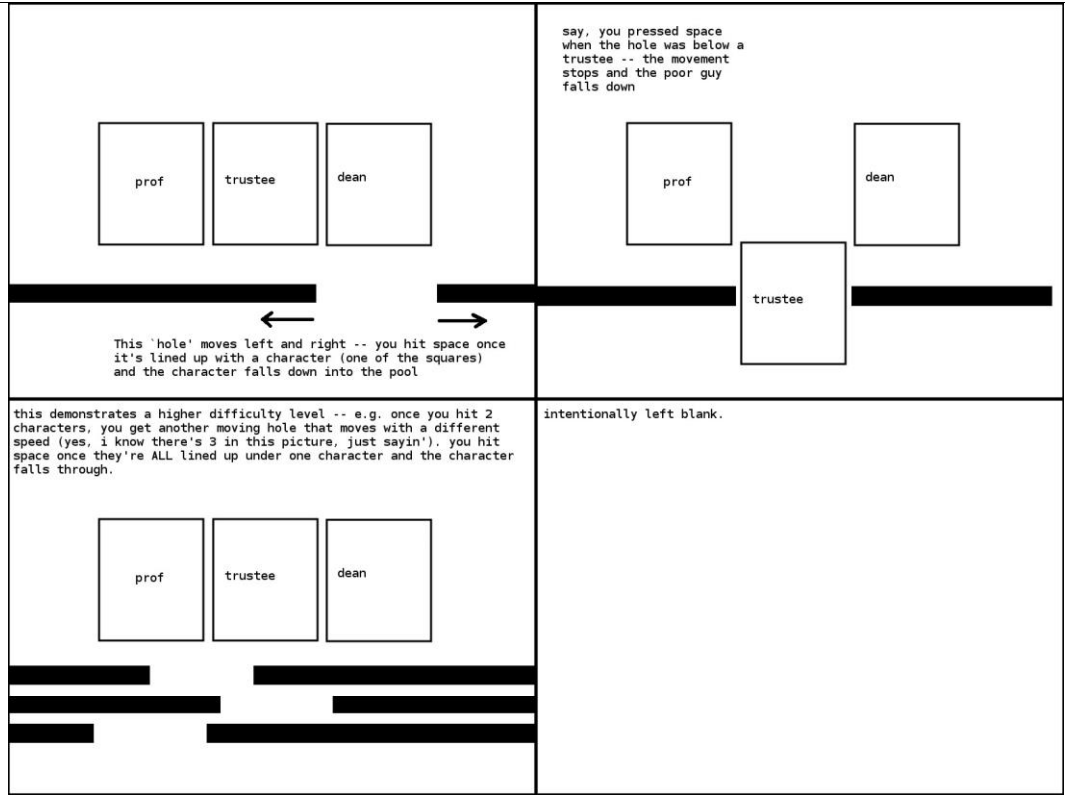 prof
trustee
dean
This `hole' moves left and right -- you hit space once
it's lined up with a character (one of the squares)
and the character falls down into the pool
say, you pressed space
when the hole was below a
trustee -- the movement
stops and the poor guy
falls down
prof
dean
trustee
this demonstrates a higher difficulty level -- e.g. once you hit 2
characters, you get another moving hole that moves with a different
speed (yes, i know there's 3 in this picture, just sayin'). you hit
space once they're ALL lined up under one character and the character
falls through.
prof
trustee
dean
intentionally left blank.